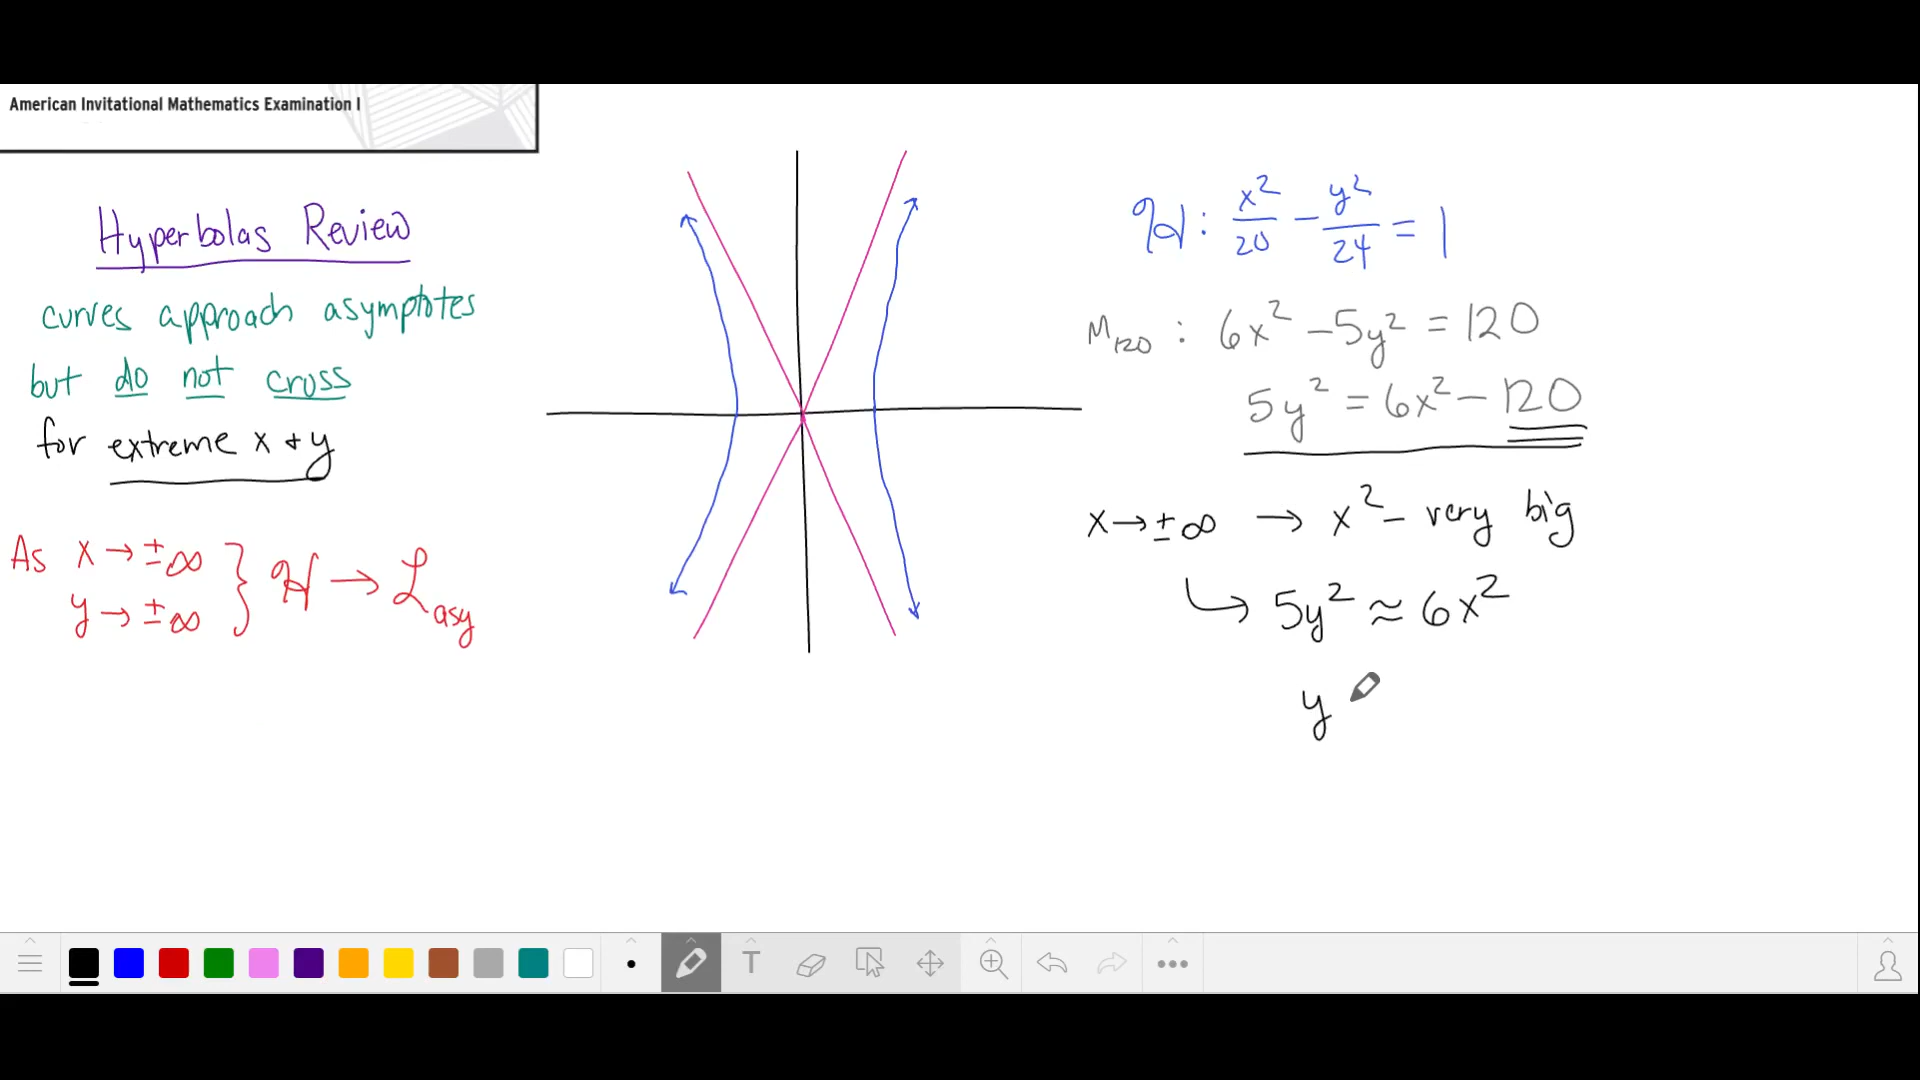 American Invitational Mathematics Examination I
Hyperbolas Review
curves approach asymptotes
but do not cross
for extreme x + y
As x → ±∞
y → ±∞ } H → L asy
H: x²/20 − y²/24 = 1
M₁₂₀ : 6x² − 5y² = 120
5y² = 6x² − 120
x → ±∞ → x² − very big
↳ 5y² ≈ 6x²
y
T